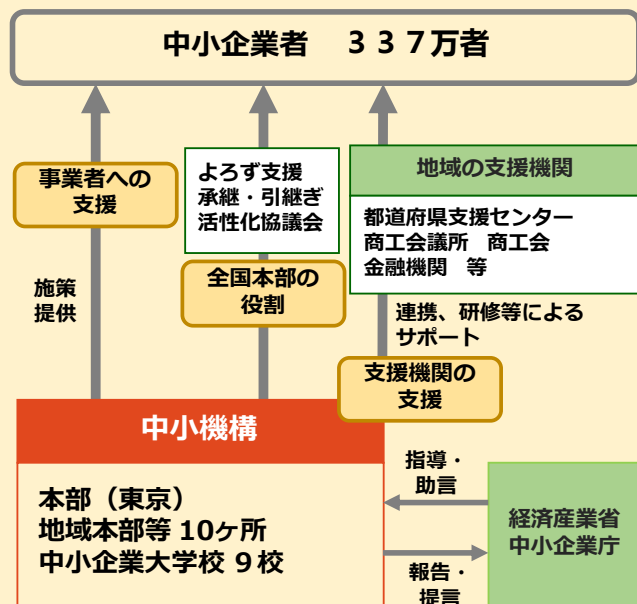 中小企業者　３３７万者
事業者への
支援
よろず支援
承継・引継ぎ
活性化協議会
地域の支援機関
都道府県支援センター
商工会議所　商工会
金融機関　等
施策
提供
全国本部の
役割
連携、研修等による
サポート
支援機関の
支援
中小機構
本部（東京）
地域本部等 10ヶ所
中小企業大学校 ９校
指導・
助言
経済産業省
中小企業庁
報告・
提言